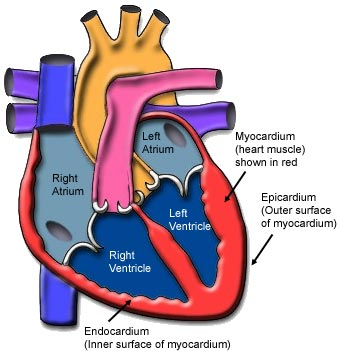 Left
Atrium
Myocardium
(heart muscle)
shown in red
Right
Atrium
Epicardium
(Outer surface
of myocardium)
Left
Ventricle
Right
Ventricle
Endocardium
(Inner surface of myocardium)